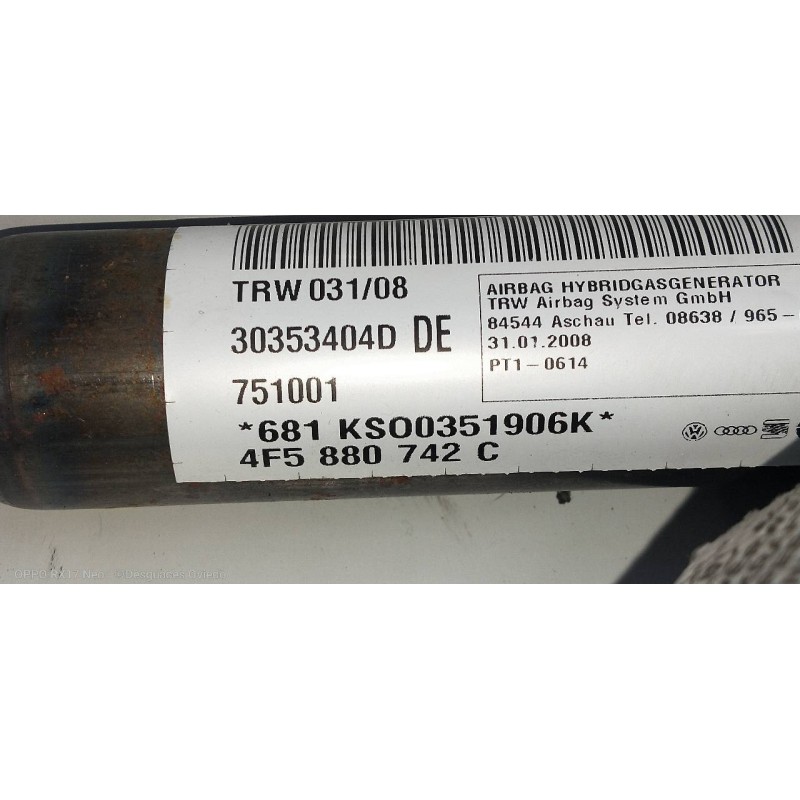 TRW 031/08
30353404D DE
751001
*681 KSO0351906K*
4F5 880 742 C
AIRBAG HYBRIDGASGENERATOR
TRW Airbag System GmbH
84544 Aschau Tel. 08638 / 965-
31.01.2008
PT1-0614